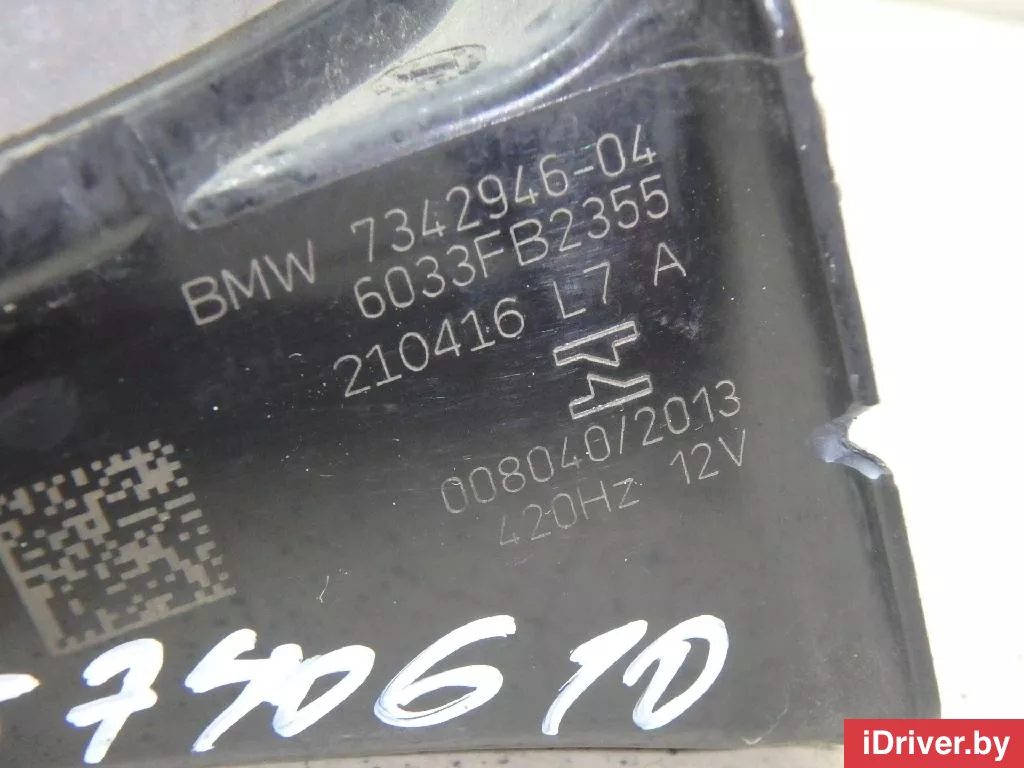 BMW 7342946-04
6033FB2355
210416 L7 A
008040/2013
420Hz 12V
740610
iDriver.by